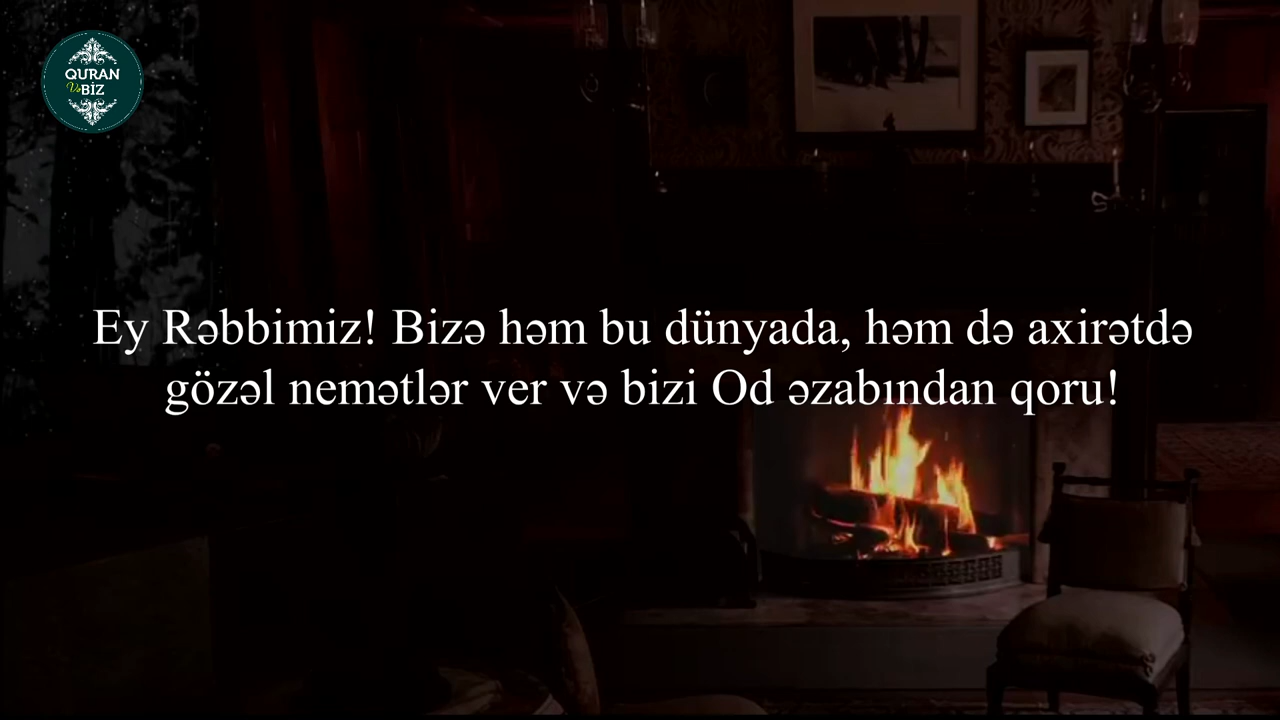 QURAN
Və BİZ
Ey Rəbbimiz! Bizə həm bu dünyada, həm də axirətdə
gözəl nemətlər ver və bizi Od əzabından qoru!